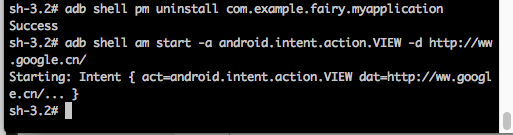 sh-3.2# adb shell pm uninstall com.example.fairy.myapplication
Success
sh-3.2# adb shell am start -a android.intent.action.VIEW -d http://ww
.google.cn/
Starting: Intent { act=android.intent.action.VIEW dat=http://ww.googl
e.cn/... }
sh-3.2#